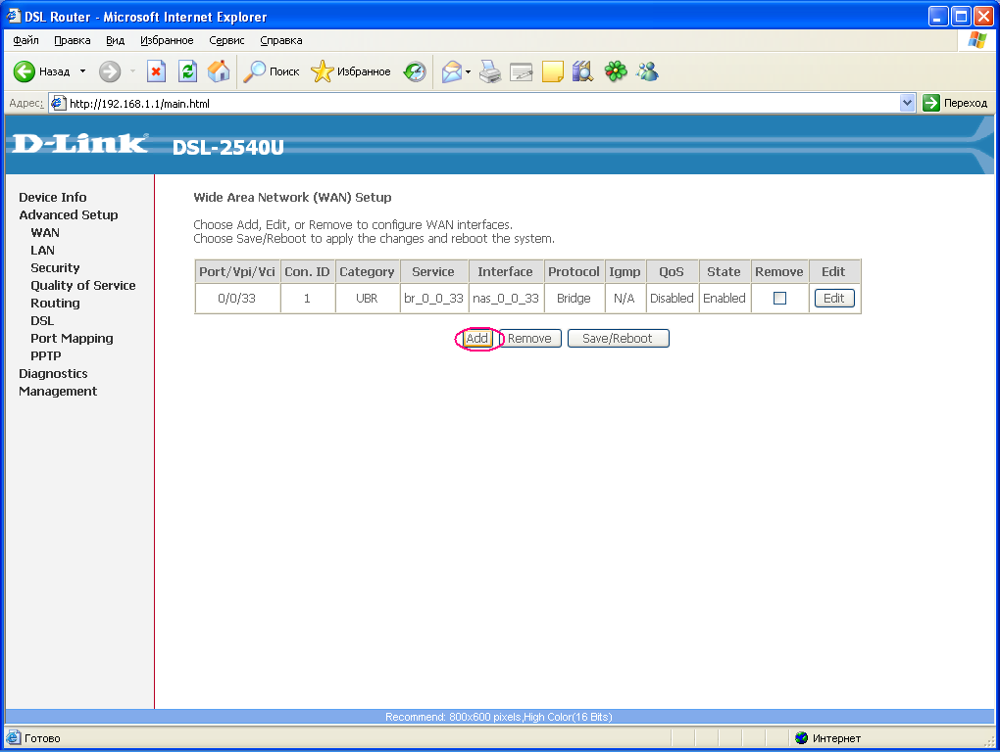 DSL Router - Microsoft Internet Explorer
Файл Правка Вид Избранное Сервис Справка
Назад Поиск Избранное
Адрес: http://192.168.1.1/main.html Переход
D-Link® DSL-2540U
Device Info
Advanced Setup
WAN
LAN
Security
Quality of Service
Routing
DSL
Port Mapping
PPTP
Diagnostics
Management
Wide Area Network (WAN) Setup
Choose Add, Edit, or Remove to configure WAN interfaces.
Choose Save/Reboot to apply the changes and reboot the system.
Port/Vpi/Vci Con. ID Category Service Interface Protocol Igmp QoS State Remove Edit
0/0/33 1 UBR br_0_0_33 nas_0_0_33 Bridge N/A Disabled Enabled Edit
Add Remove Save/Reboot
Recommend: 800x600 pixels,High Color(16 Bits)
Готово Интернет